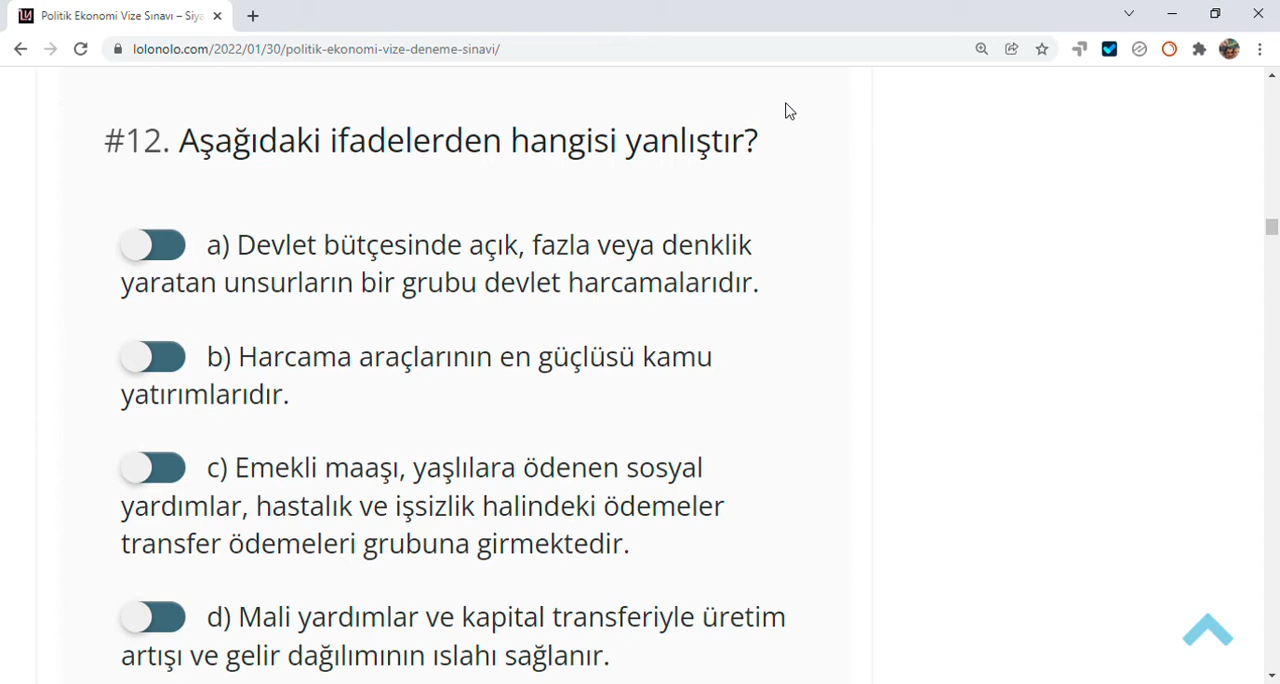 Politik Ekonomi Vize Sınavı – Siya
lolonolo.com/2022/01/30/politik-ekonomi-vize-deneme-sinavi/
#12. Aşağıdaki ifadelerden hangisi yanlıştır?
a) Devlet bütçesinde açık, fazla veya denklik
yaratan unsurların bir grubu devlet harcamalarıdır.
b) Harcama araçlarının en güçlüsü kamu
yatırımlarıdır.
c) Emekli maaşı, yaşlılara ödenen sosyal
yardımlar, hastalık ve işsizlik halindeki ödemeler
transfer ödemeleri grubuna girmektedir.
d) Mali yardımlar ve kapital transferiyle üretim
artışı ve gelir dağılımının ıslahı sağlanır.